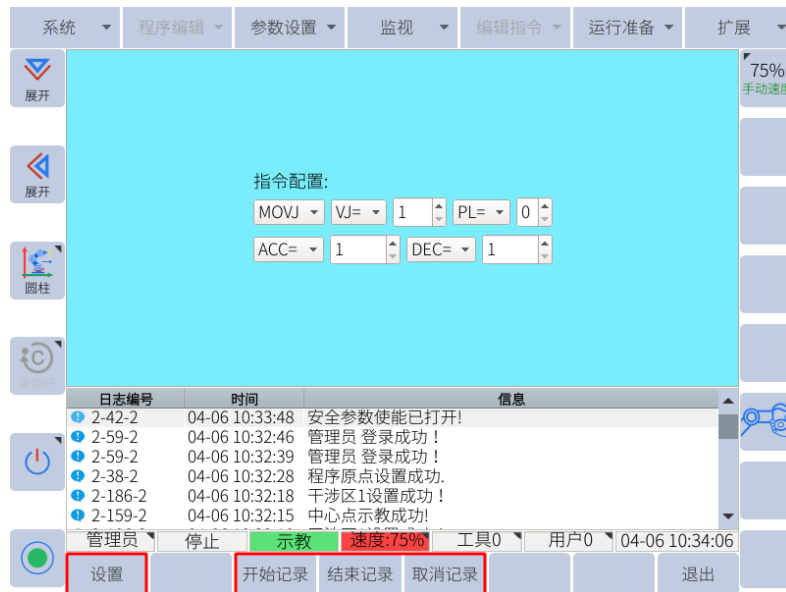 系统 程序编辑 参数设置 监视 编辑指令 运行准备 扩展
展开
75%
手动速度
展开
指令配置:
MOVJ VJ= 1 PL= 0
ACC= 1 DEC= 1
圆柱
单循环
日志编号 时间 信息
2-42-2 04-06 10:33:48 安全参数使能已打开!
2-59-2 04-06 10:32:46 管理员 登录成功！
2-59-2 04-06 10:32:39 管理员 登录成功！
2-38-2 04-06 10:32:28 程序原点设置成功.
2-186-2 04-06 10:32:18 干涉区1设置成功！
2-159-2 04-06 10:32:15 中心点示教成功!
管理员 停止 示教 速度:75% 工具0 用户0 04-06 10:34:06
设置 开始记录 结束记录 取消记录 退出